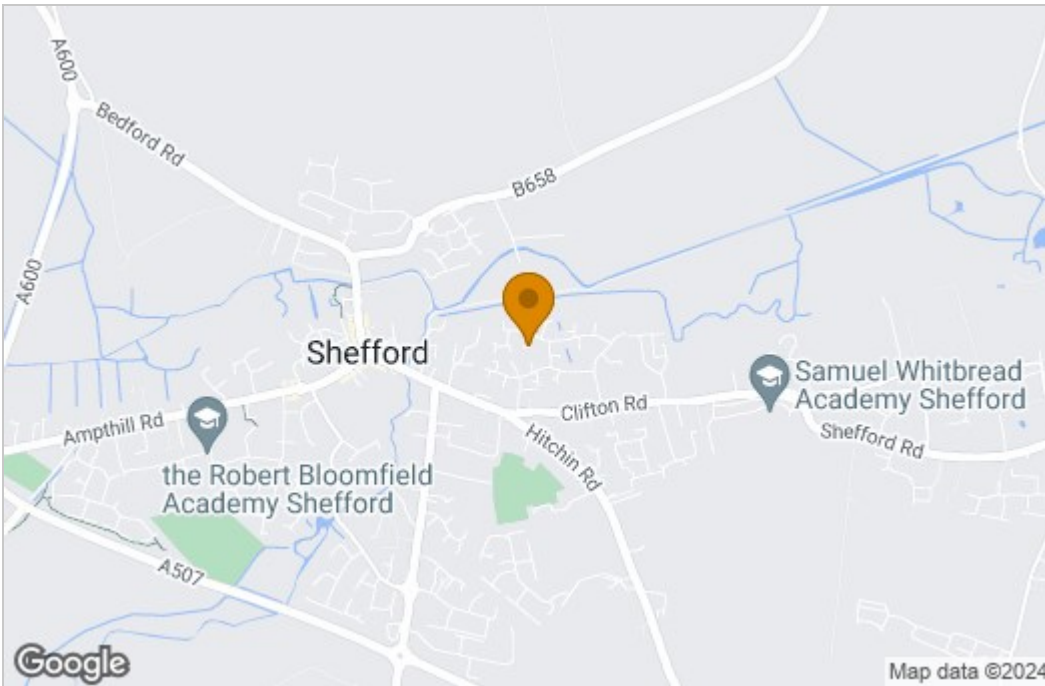 A600
Bedford Rd
B658
A600
Shefford
Samuel Whitbread
Academy Shefford
Clifton Rd
Ampthill Rd
Shefford Rd
Hitchin Rd
the Robert Bloomfield
Academy Shefford
A507
Google
Map data ©2024